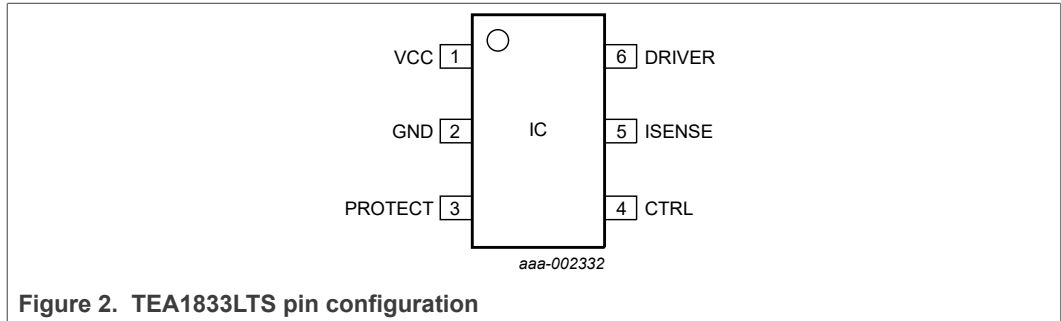 VCC 1 6 DRIVER
GND 2 IC 5 ISENSE
PROTECT 3 4 CTRL
aaa-002332
Figure 2. TEA1833LTS pin configuration